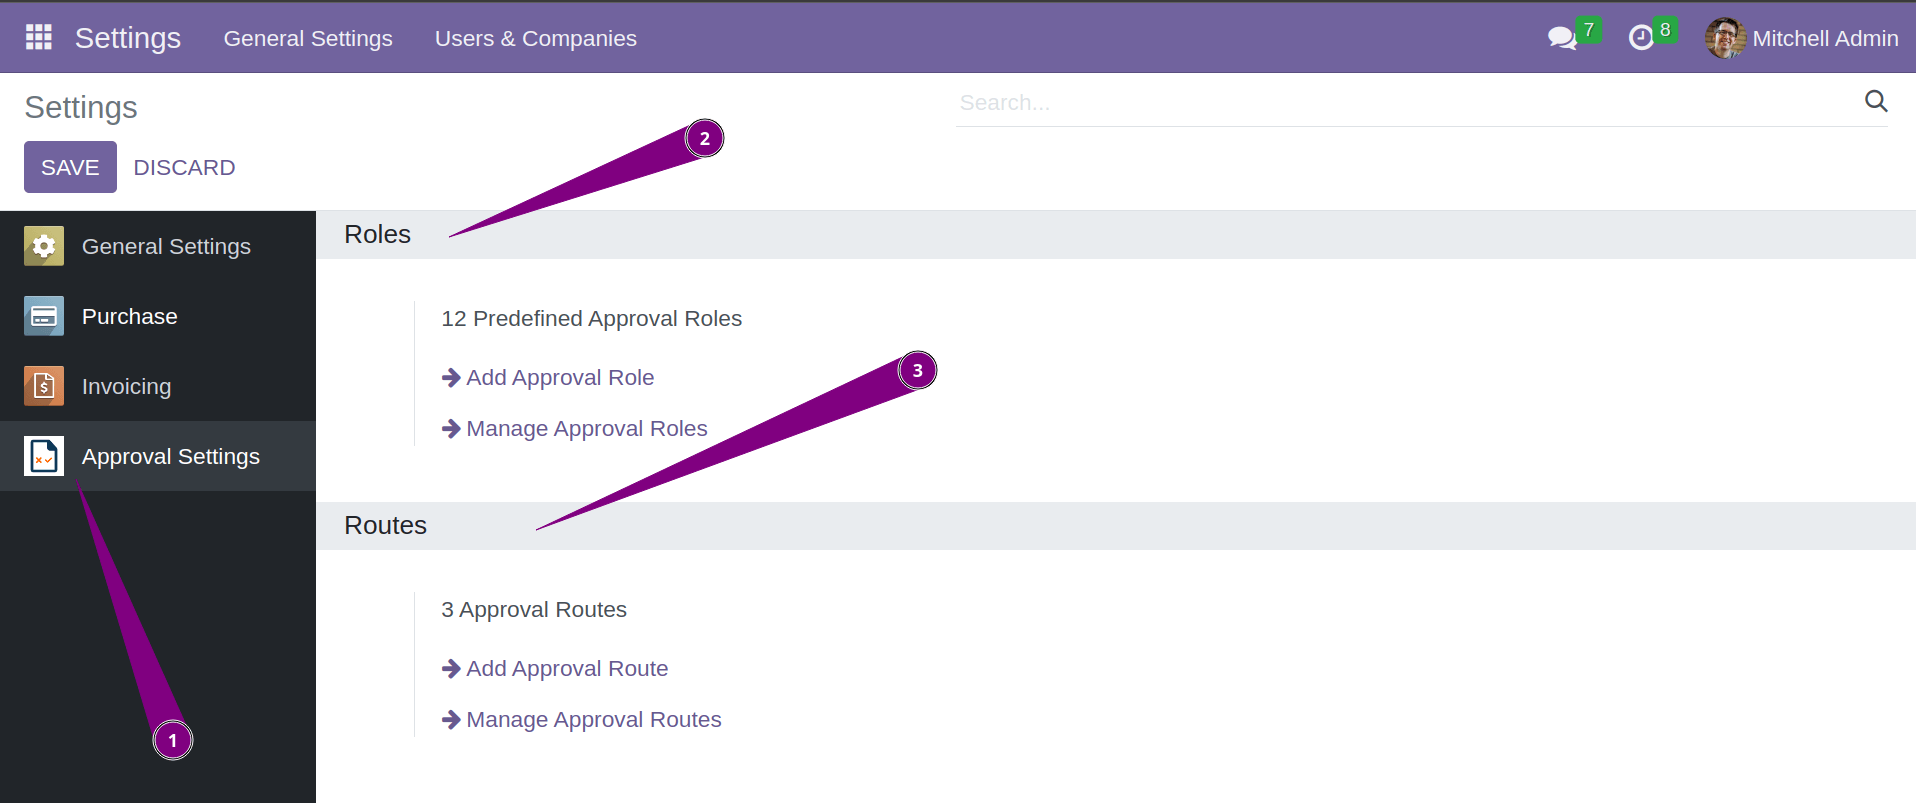 Settings General Settings Users & Companies 7 8 Mitchell Admin
Settings
Search...
2
SAVE DISCARD
General Settings
Purchase
Invoicing
Approval Settings
1
Roles
12 Predefined Approval Roles
3
Add Approval Role
Manage Approval Roles
Routes
3 Approval Routes
Add Approval Route
Manage Approval Routes